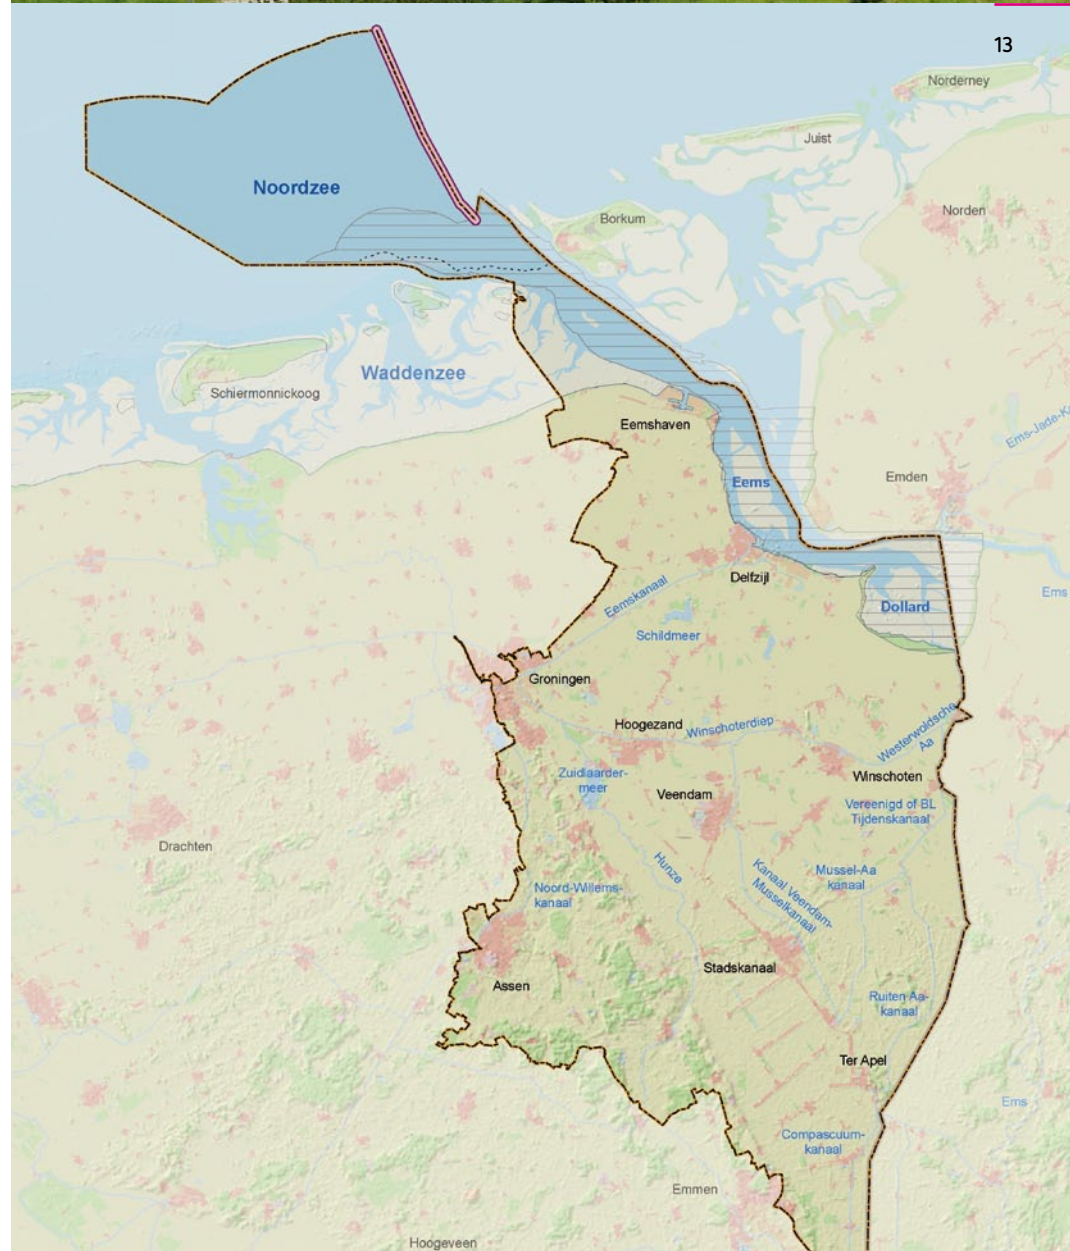 13
Norderney
Juist
Noordzee
Norden
Borkum
Waddenzee
Schiermonnickoog
Eemshaven
Ems-Jade-K
Eems
Emden
Delfzijl
Eemskanaal
Dollard
Ems
Schildmeer
Groningen
Hoogezand
Winschoterdiep
Westerwoldsche
Aa
Zuidlaarder-
meer
Winschoten
Veendam
Vereenigd of BL
Tijdenskanaal
Drachten
Hunze
Kanaal Veendam-
Musselkanaal
Mussel-Aa
kanaal
Noord-Willems-
kanaal
Stadskanaal
Assen
Ruiten Aa-
kanaal
Ter Apel
Ems
Compascuum-
kanaal
Emmen
Hoogeveen